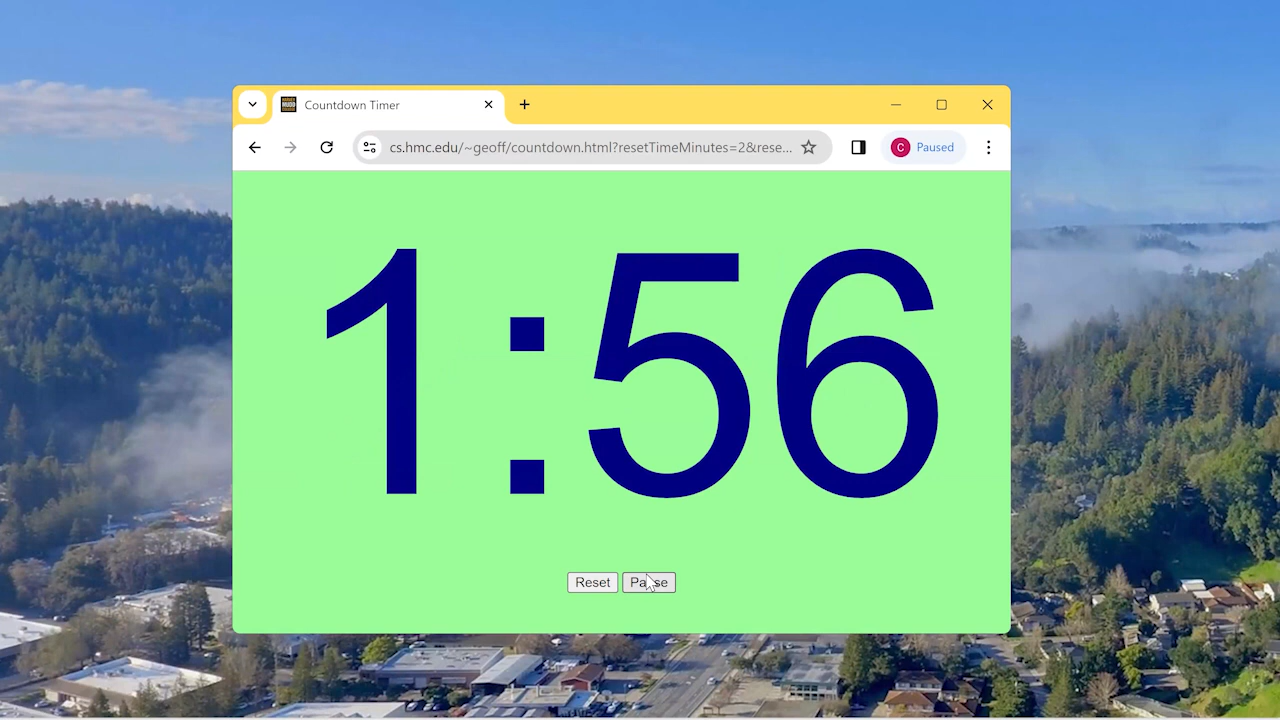 Countdown Timer
cs.hmc.edu/~geoff/countdown.html?resetTimeMinutes=2&rese...
C Paused
1:56
Reset Pause